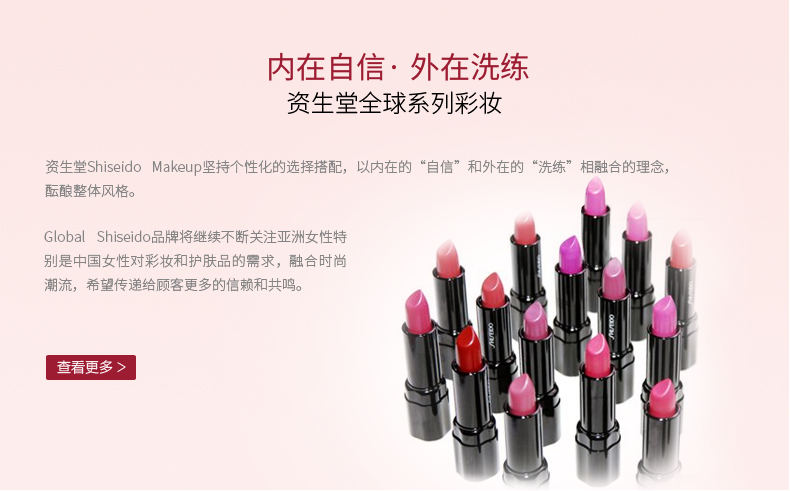 内在自信· 外在洗练
资生堂全球系列彩妆
资生堂Shiseido Makeup坚持个性化的选择搭配，以内在的“自信”和外在的“洗练”相融合的理念，
酝酿整体风格。
Global Shiseido品牌将继续不断关注亚洲女性特
别是中国女性对彩妆和护肤品的需求，融合时尚
潮流，希望传递给顾客更多的信赖和共鸣。
SHISEIDO
SHISEIDO
查看更多 >